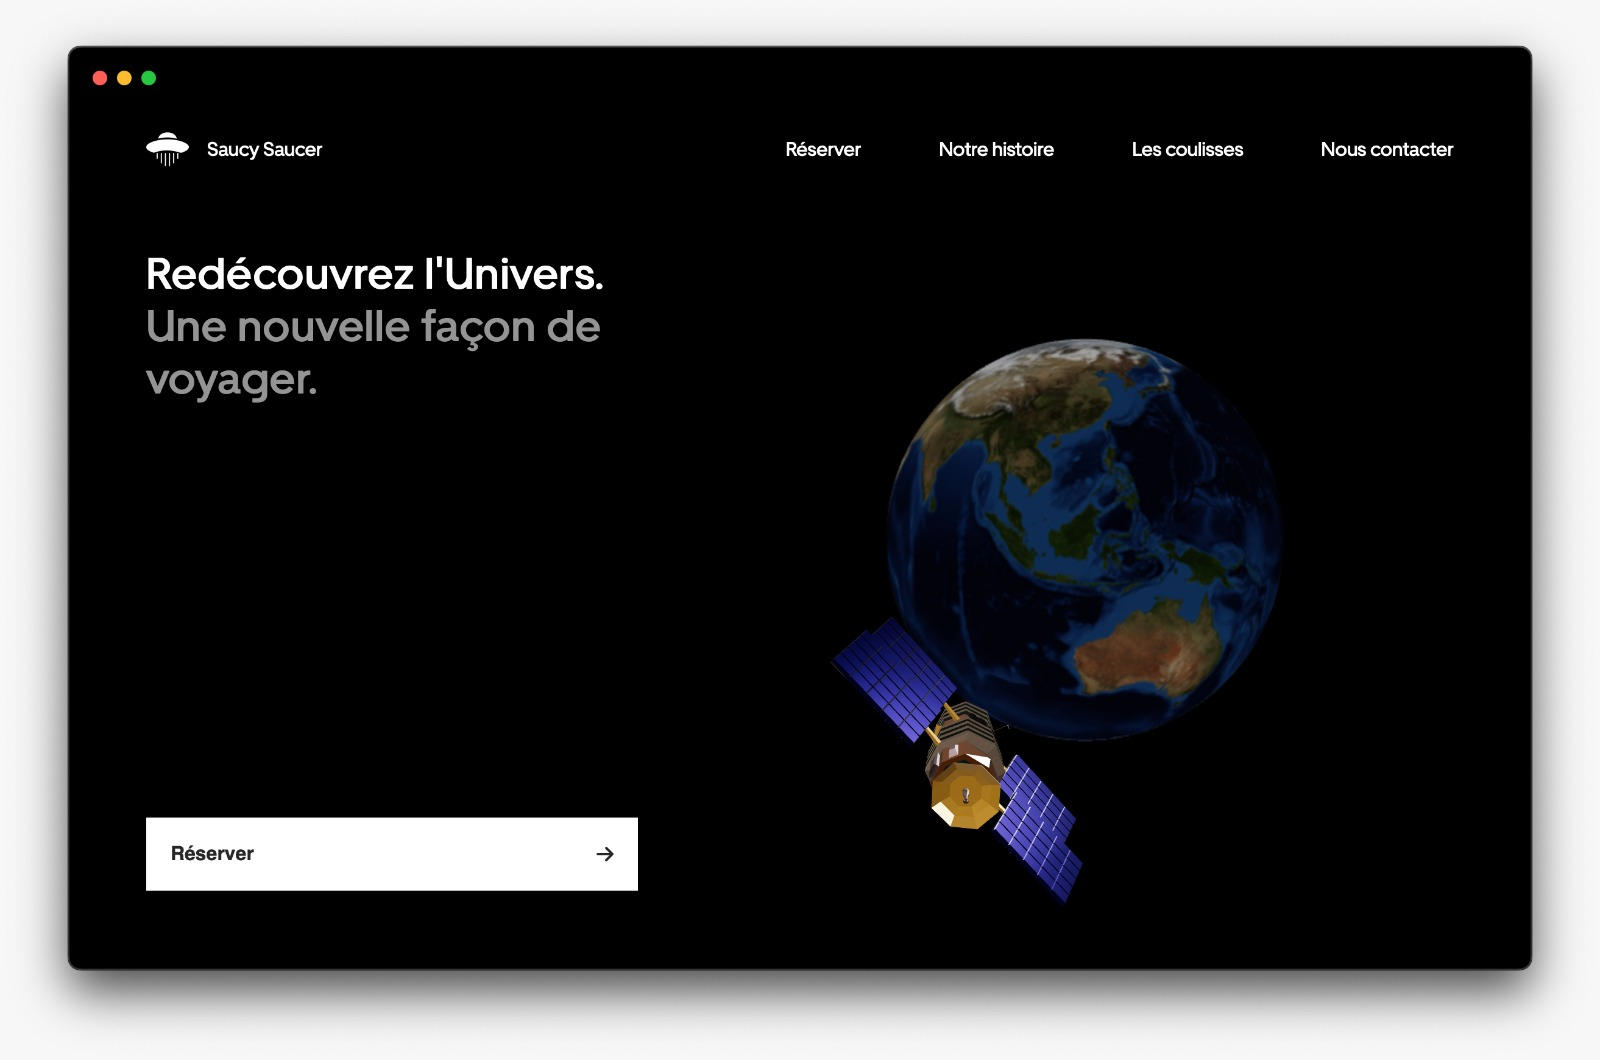 Saucy Saucer
Réserver
Notre histoire
Les coulisses
Nous contacter
Redécouvrez l'Univers.
Une nouvelle façon de
voyager.
Réserver